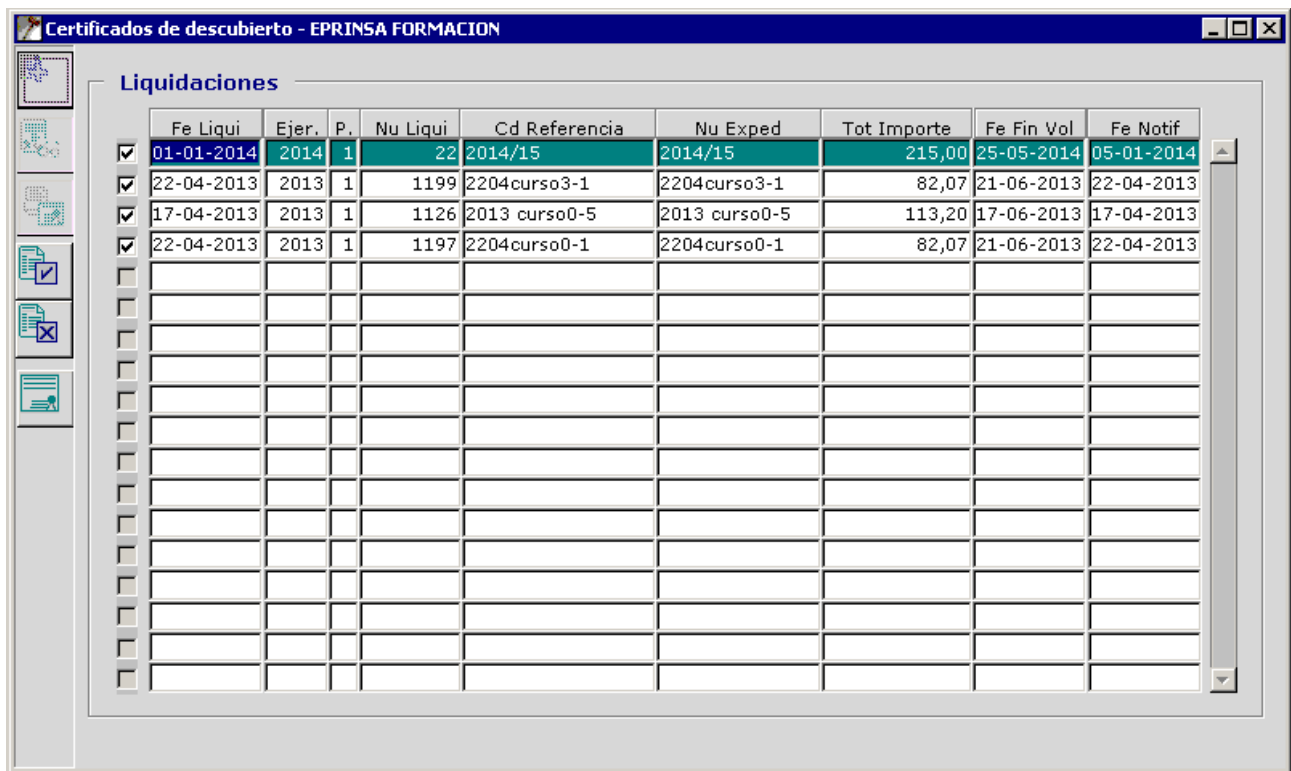 Certificados de descubierto - EPRINSA FORMACION
Liquidaciones
Fe Liqui Ejer. P. Nu Liqui Cd Referencia Nu Exped Tot Importe Fe Fin Vol Fe Notif
01-01-2014 2014 1 22 2014/15 2014/15 215,00 25-05-2014 05-01-2014
22-04-2013 2013 1 1199 2204curso3-1 2204curso3-1 82,07 21-06-2013 22-04-2013
17-04-2013 2013 1 1126 2013 curso0-5 2013 curso0-5 113,20 17-06-2013 17-04-2013
22-04-2013 2013 1 1197 2204curso0-1 2204curso0-1 82,07 21-06-2013 22-04-2013